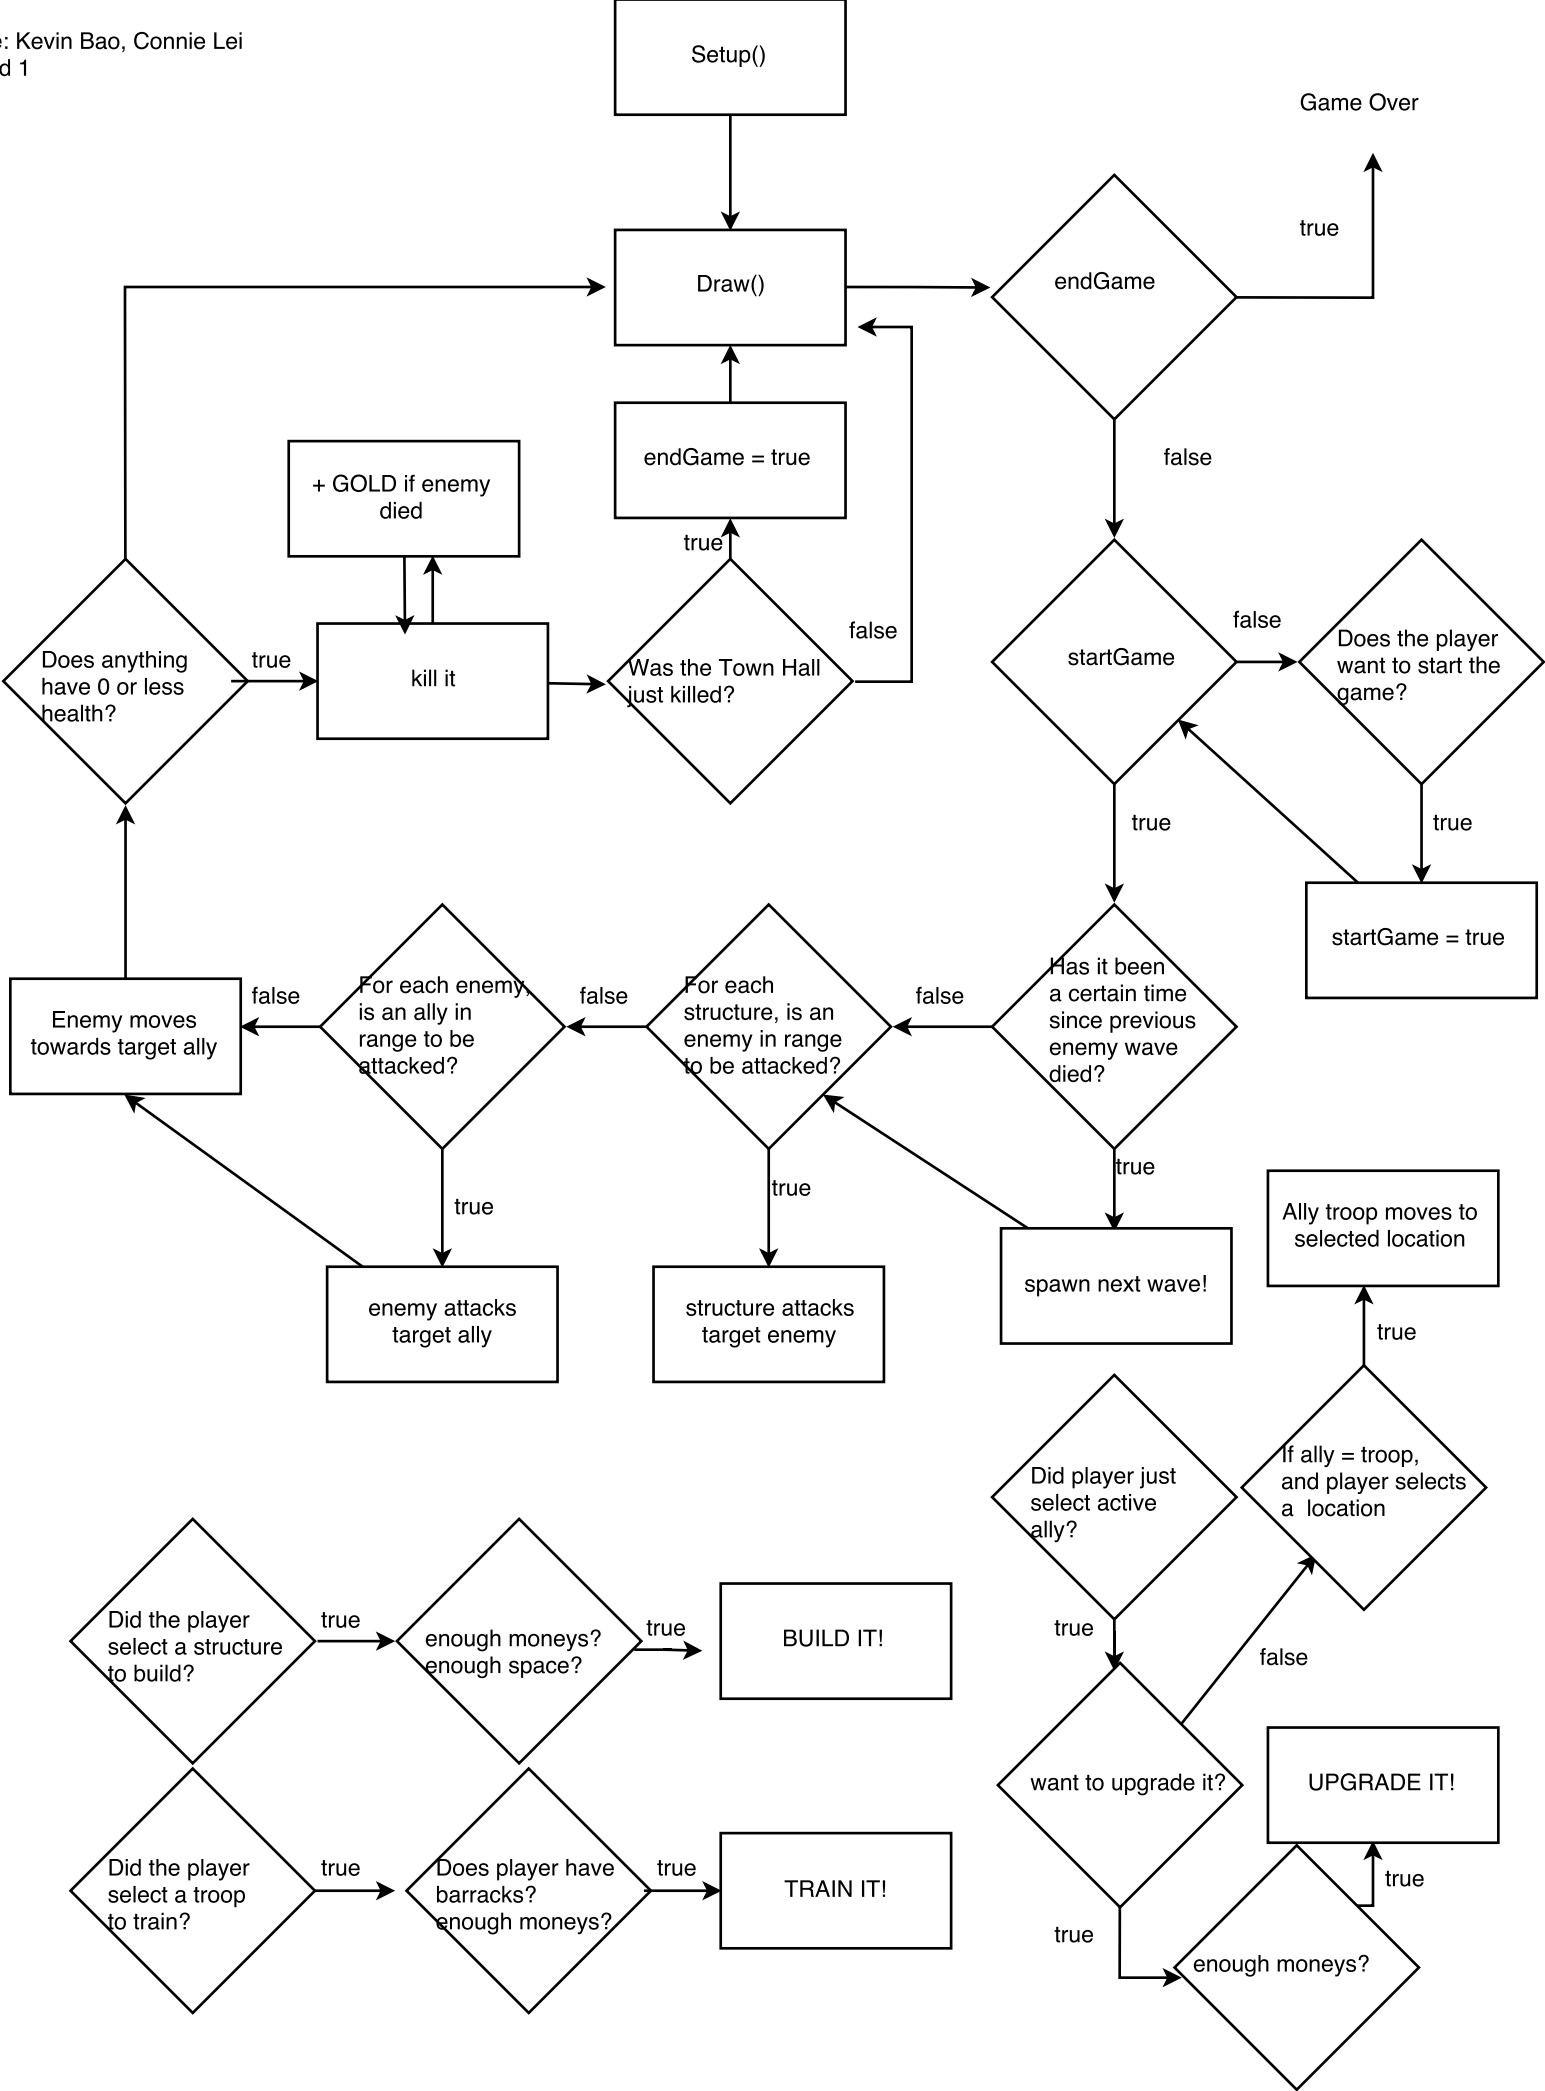 : Kevin Bao, Connie Lei
d 1
Setup()
Game Over
true
Draw()
endGame
false
endGame = true
+ GOLD if enemy
died
true
false
Does anything
have 0 or less
health?
true
kill it
Was the Town Hall
just killed?
startGame
false
Does the player
want to start the
game?
true
true
startGame = true
Has it been
a certain time
since previous
enemy wave
died?
false
For each
structure, is an
enemy in range
to be attacked?
false
For each enemy,
is an ally in
range to be
attacked?
false
Enemy moves
towards target ally
true
true
true
enemy attacks
target ally
structure attacks
target enemy
spawn next wave!
Ally troop moves to
selected location
true
If ally = troop,
and player selects
a location
Did player just
select active
ally?
true
false
Did the player
select a structure
to build?
true
enough moneys?
enough space?
true
BUILD IT!
want to upgrade it?
UPGRADE IT!
Did the player
select a troop
to train?
true
Does player have
barracks?
enough moneys?
true
TRAIN IT!
true
true
enough moneys?